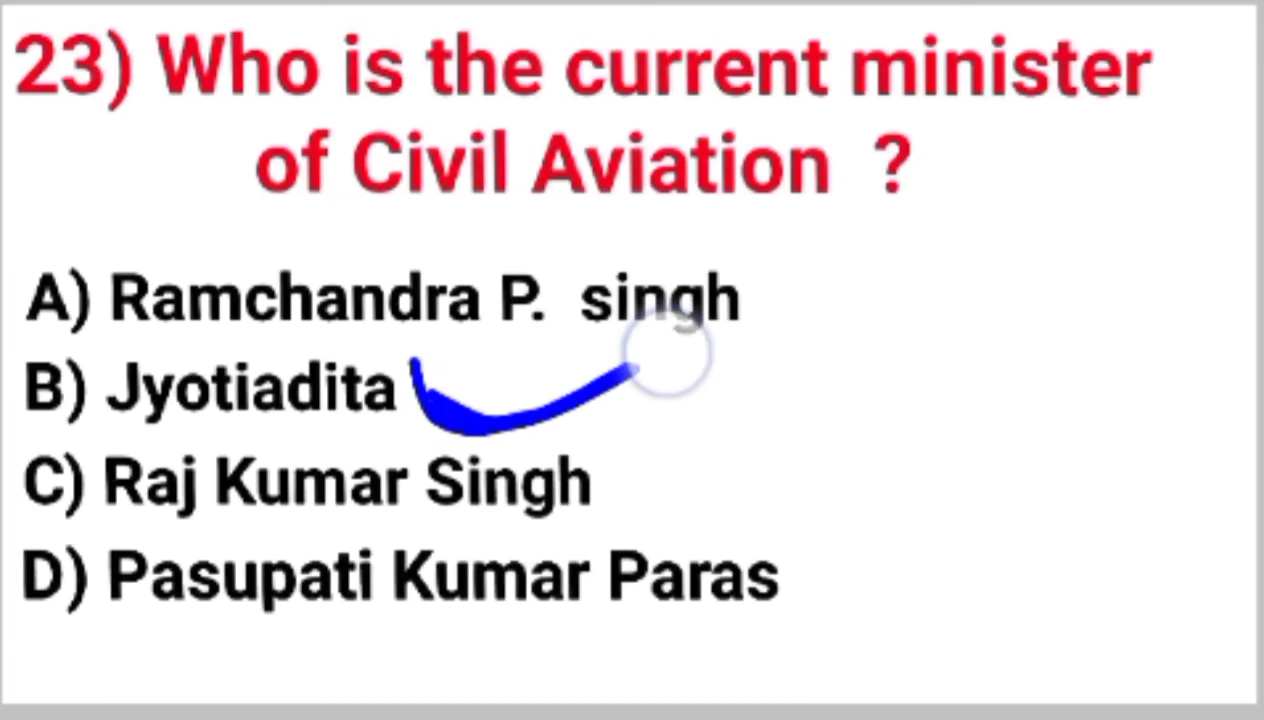 23) Who is the current minister
of Civil Aviation ?
A) Ramchandra P. singh
B) Jyotiadita
C) Raj Kumar Singh
D) Pasupati Kumar Paras